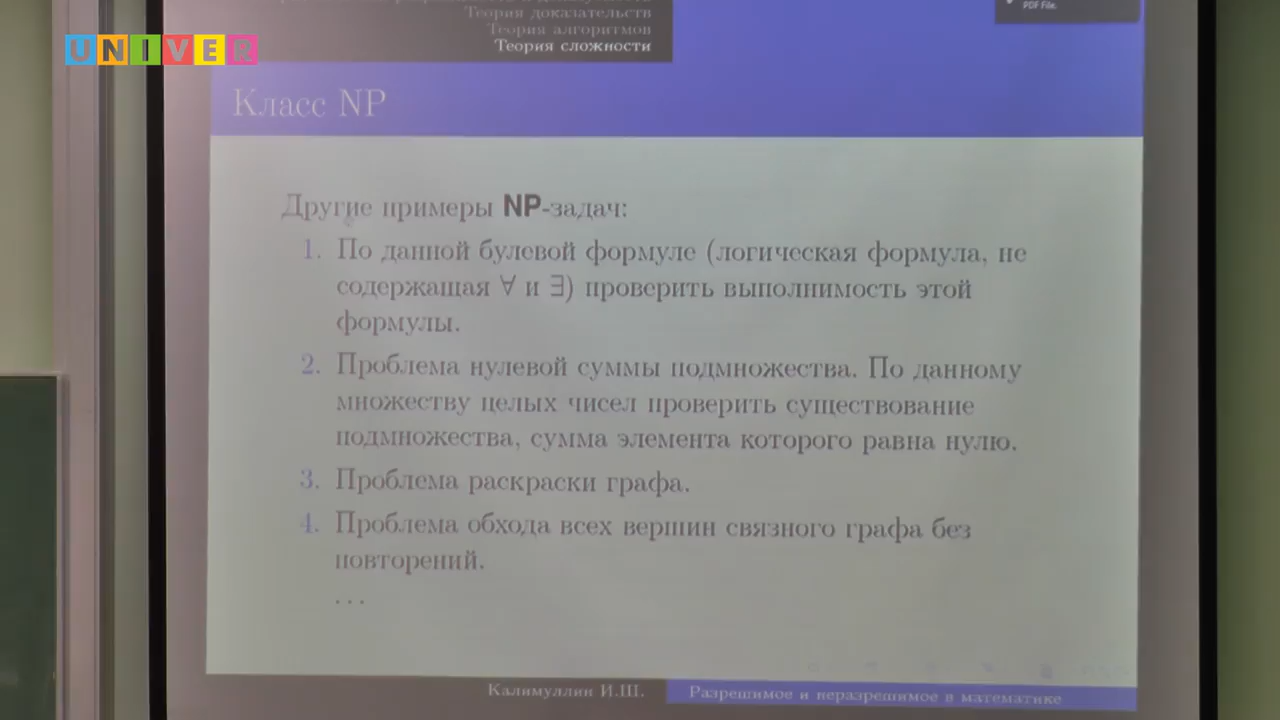 PDF File.
Теория доказательств
Теория алгоритмов
Теория сложности
UNIVER
Класс NP
Другие примеры NP-задач:
1. По данной булевой формуле (логическая формула, не
содержащая ∀ и ∃) проверить выполнимость этой
формулы.
2. Проблема нулевой суммы подмножества. По данному
множеству целых чисел проверить существование
подмножества, сумма элемента которого равна нулю.
3. Проблема раскраски графа.
4. Проблема обхода всех вершин связного графа без
повторений.
...
Калимуллин И.Ш. Разрешимое и неразрешимое в математике